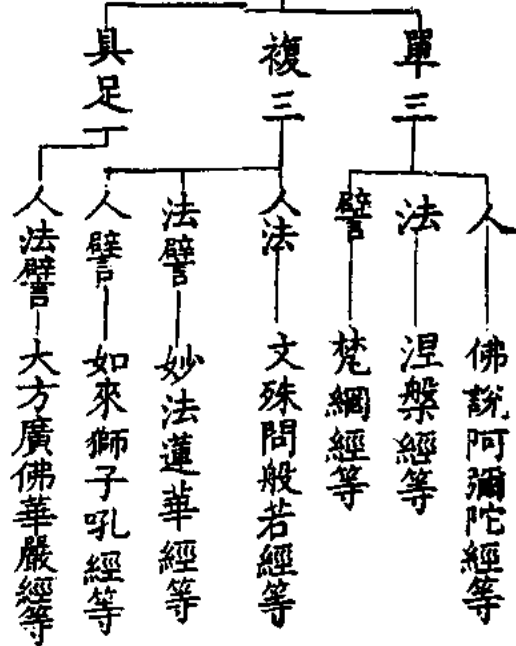 單三
人
佛說阿彌陀經等
法
涅槃經等
譬
梵網經等
複三
人法
文殊問般若經等
法譬
妙法蓮華經等
人譬
如來獅子吼經等
具足一
人法譬
大方廣佛華嚴經等